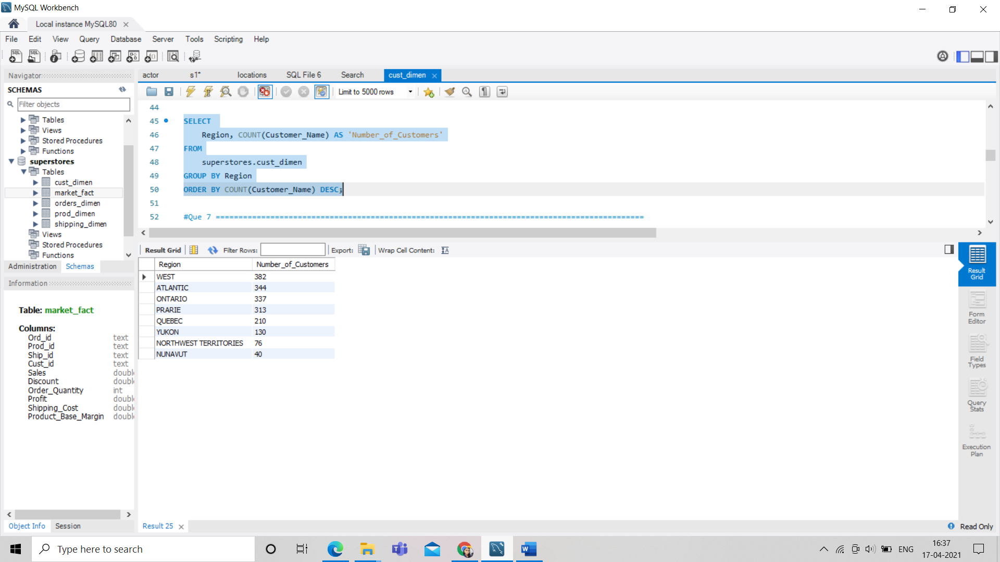 MySQL Workbench
Local instance MySQL80
File Edit View Query Database Server Tools Scripting Help
Navigator
SCHEMAS
Filter objects
Tables
Views
Stored Procedures
Functions
superstores
Tables
cust_dimen
market_fact
orders_dimen
prod_dimen
shipping_dimen
Views
Stored Procedures
Functions
Administration Schemas
Information
Table: market_fact
Columns:
Ord_id text
Prod_id text
Ship_id text
Cust_id text
Sales double
Discount double
Order_Quantity int
Profit double
Shipping_Cost double
Product_Base_Margin double
Object Info Session
actor s1* locations SQL File 6 Search cust_dimen
Limit to 5000 rows
44
45 SELECT
46 Region, COUNT(Customer_Name) AS 'Number_of_Customers'
47 FROM
48 superstores.cust_dimen
49 GROUP BY Region
50 ORDER BY COUNT(Customer_Name) DESC;
51
52 #Que 7 ==============================================================================================
Result Grid Filter Rows: Export: Wrap Cell Content:
Region Number_of_Customers
WEST 382
ATLANTIC 344
ONTARIO 337
PRARIE 313
QUEBEC 210
YUKON 130
NORTHWEST TERRITORIES 76
NUNAVUT 40
Result Grid
Form Editor
Field Types
Query Stats
Execution Plan
Result 25
Read Only
Type here to search
ENG
16:37
17-04-2021